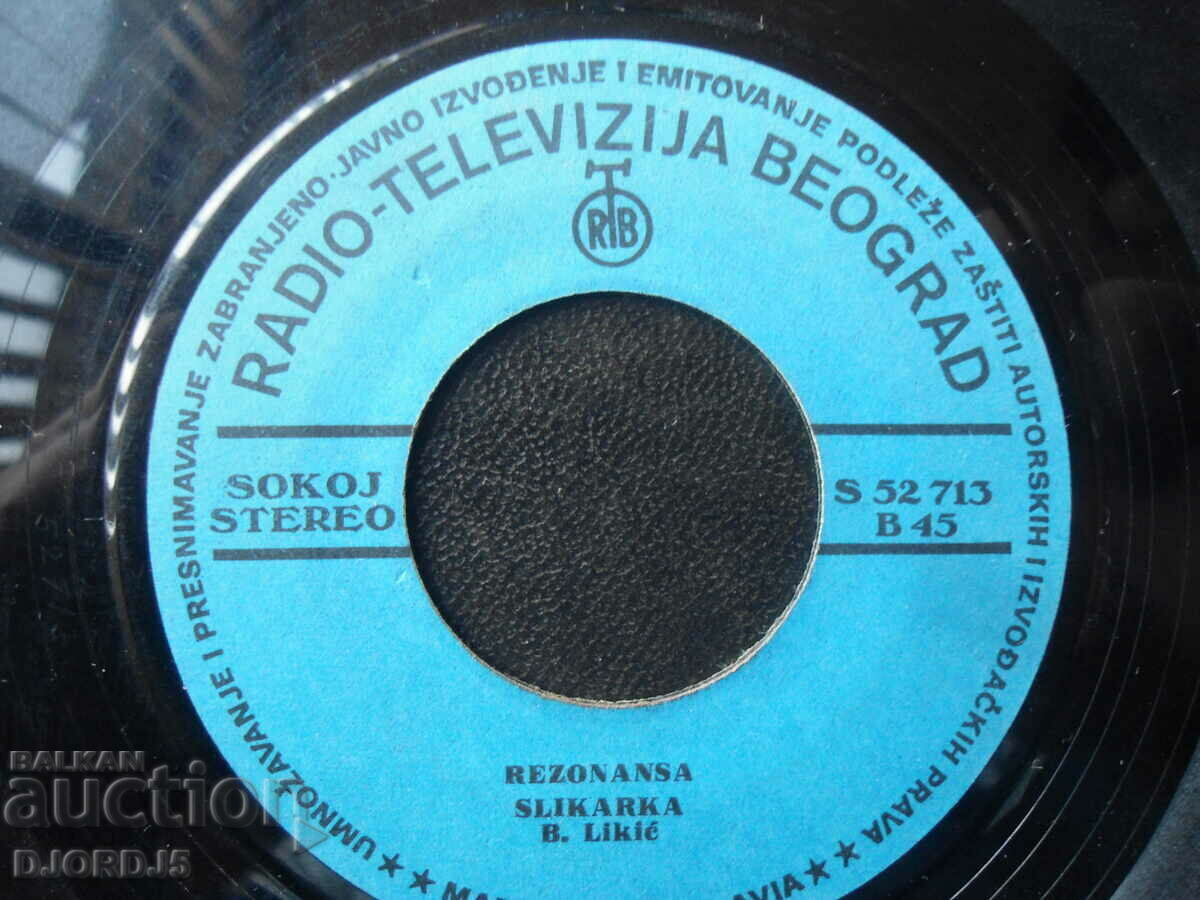 UMNOŽAVANJE I PRESNIMAVANJE ZABRANJENO · JAVNO IZVOĐENJE I EMITOVANJE PODLEŽE ZAŠTITI AUTORSKIH I IZVOĐAČKIH PRAVA
RADIO-TELEVIZIJA BEOGRAD
RTB
SOKOJ
STEREO
S 52 713
B 45
REZONANSA
SLIKARKA
B. Likić
BALKAN
auction
DJORD_J5